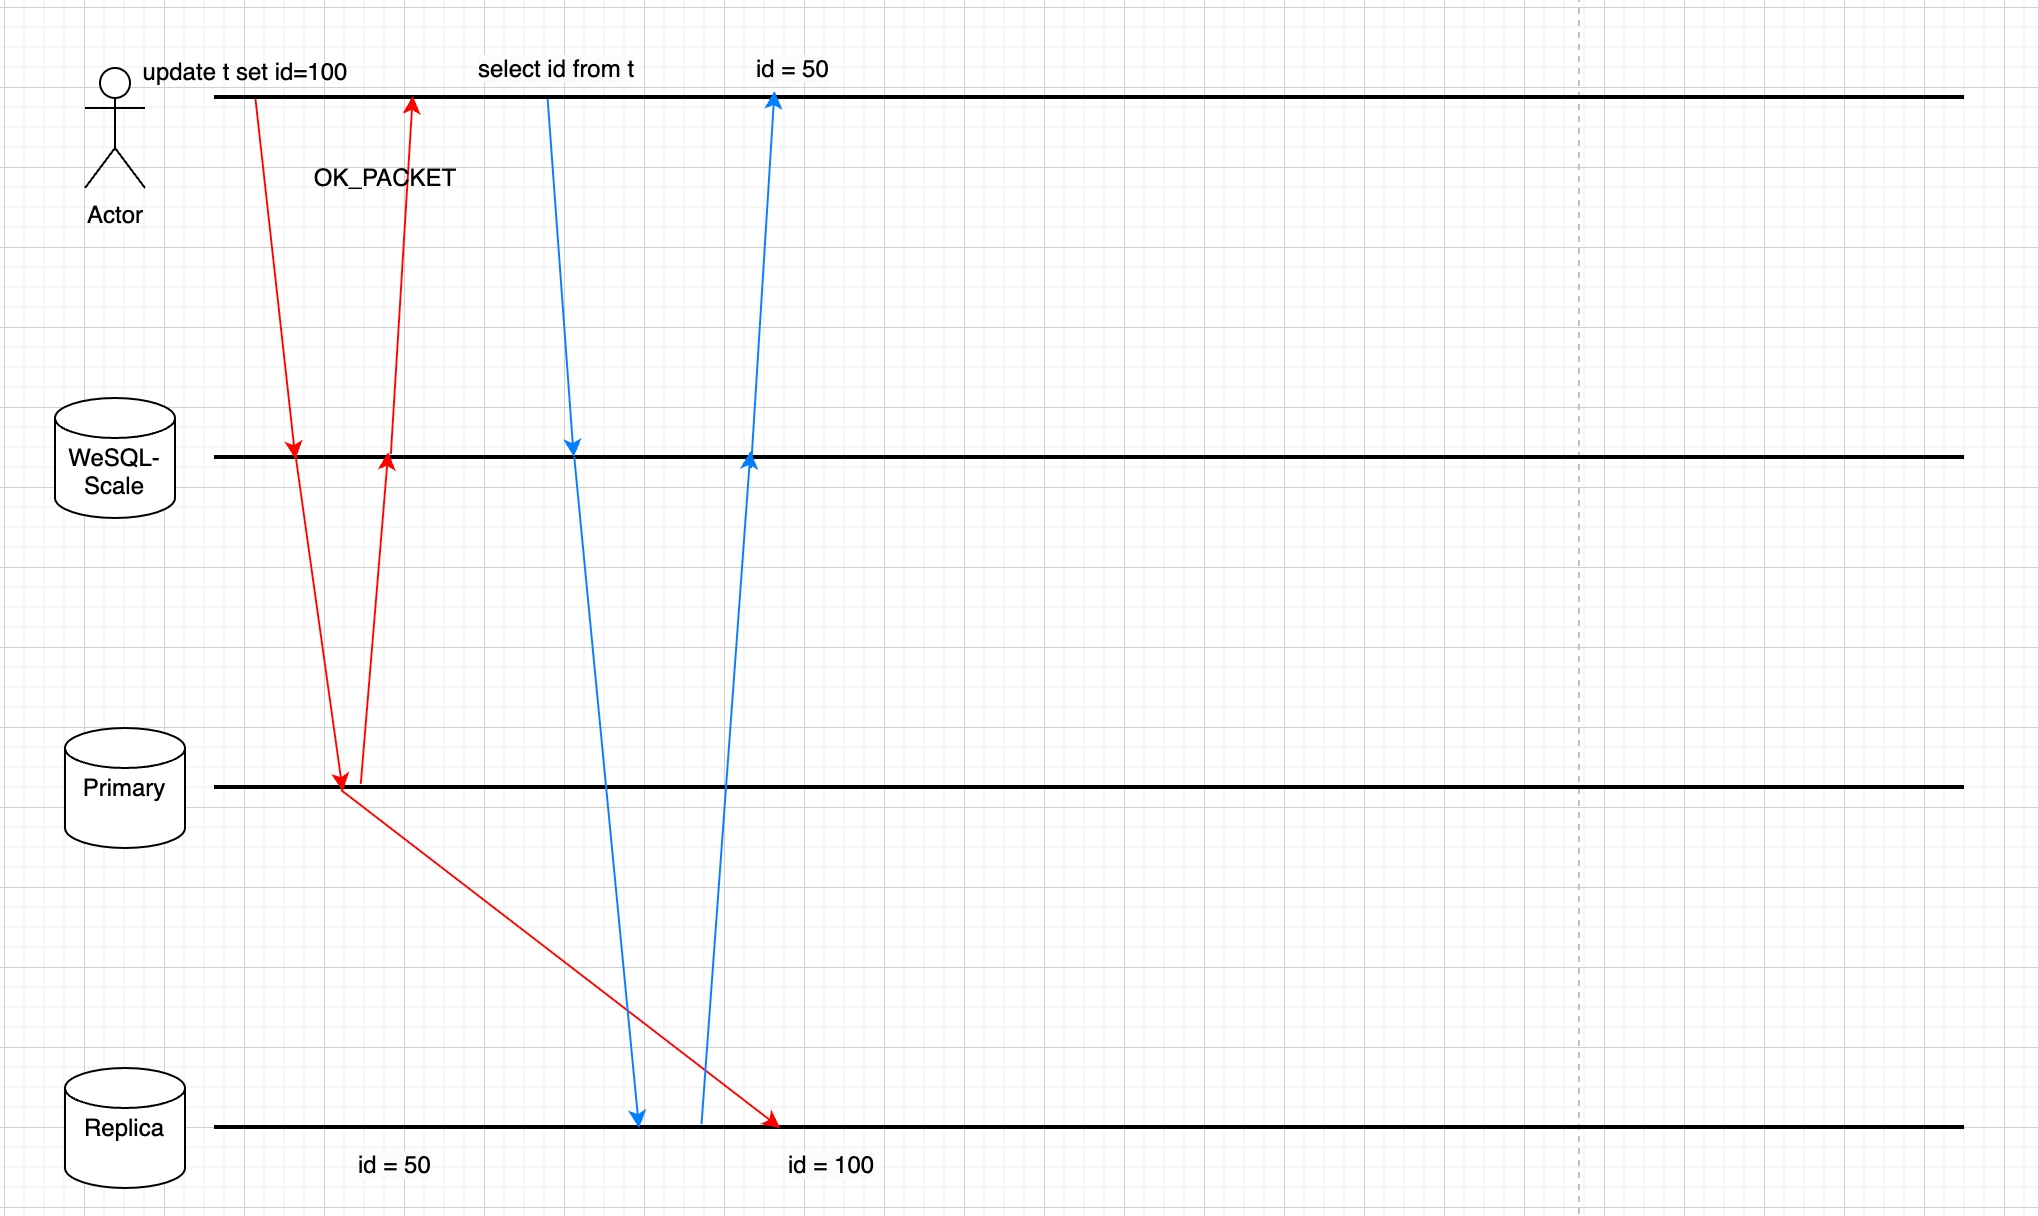 update t set id=100
select id from t
id = 50
OK_PACKET
Actor
WeSQL-
Scale
Primary
Replica
id = 50
id = 100